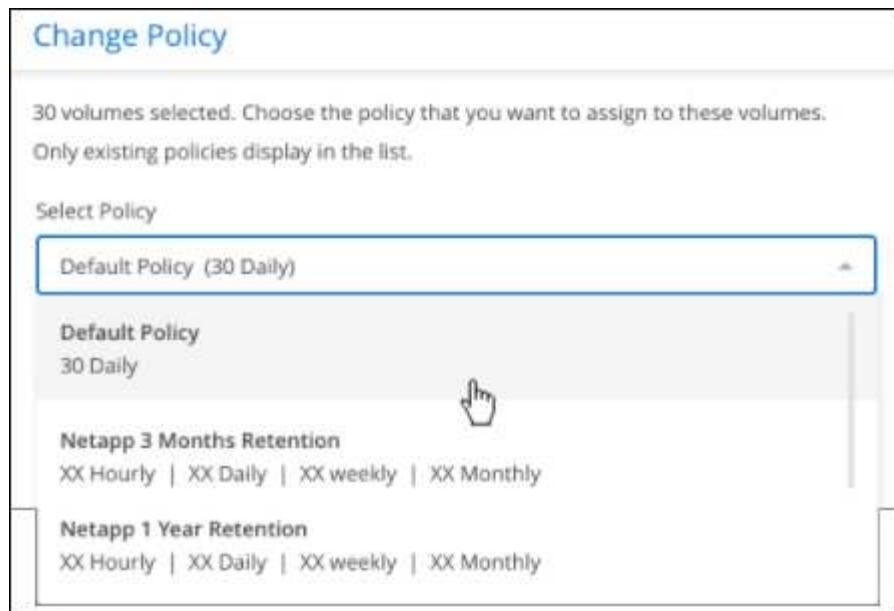 Change Policy
30 volumes selected. Choose the policy that you want to assign to these volumes.
Only existing policies display in the list.
Select Policy
Default Policy (30 Daily)
Default Policy
30 Daily
Netapp 3 Months Retention
XX Hourly | XX Daily | XX weekly | XX Monthly
Netapp 1 Year Retention
XX Hourly | XX Daily | XX weekly | XX Monthly